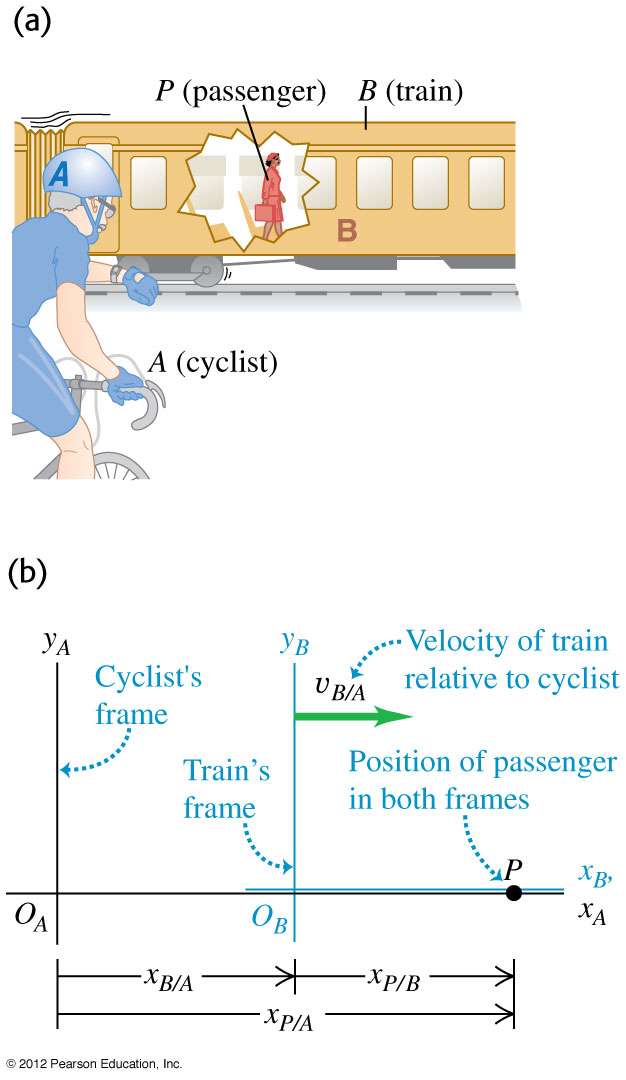 (a)
P (passenger) B (train)
A
B
A (cyclist)
(b)
y_A
y_B
Velocity of train
relative to cyclist
v_B/A
Cyclist's
frame
Train’s
frame
Position of passenger
in both frames
P
x_B,
x_A
O_A
O_B
x_B/A
x_P/B
x_P/A
© 2012 Pearson Education, Inc.